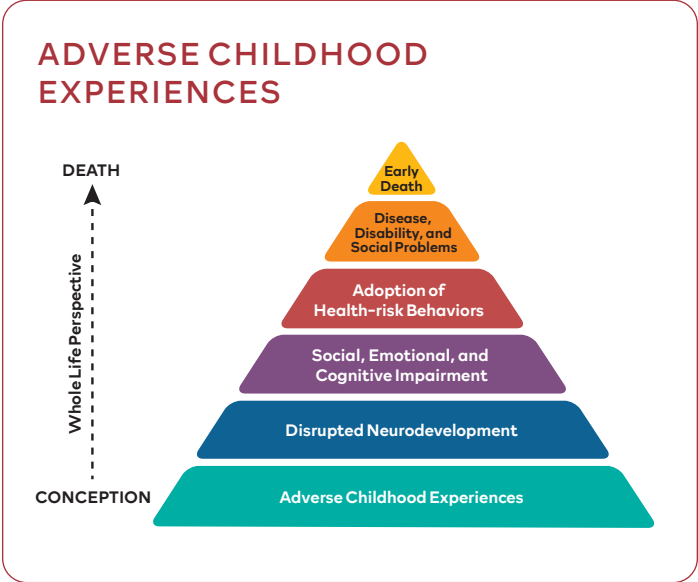 ADVERSE CHILDHOOD
EXPERIENCES
DEATH
Whole Life Perspective
CONCEPTION
Early
Death
Disease,
Disability, and
Social Problems
Adoption of
Health-risk Behaviors
Social, Emotional, and
Cognitive Impairment
Disrupted Neurodevelopment
Adverse Childhood Experiences